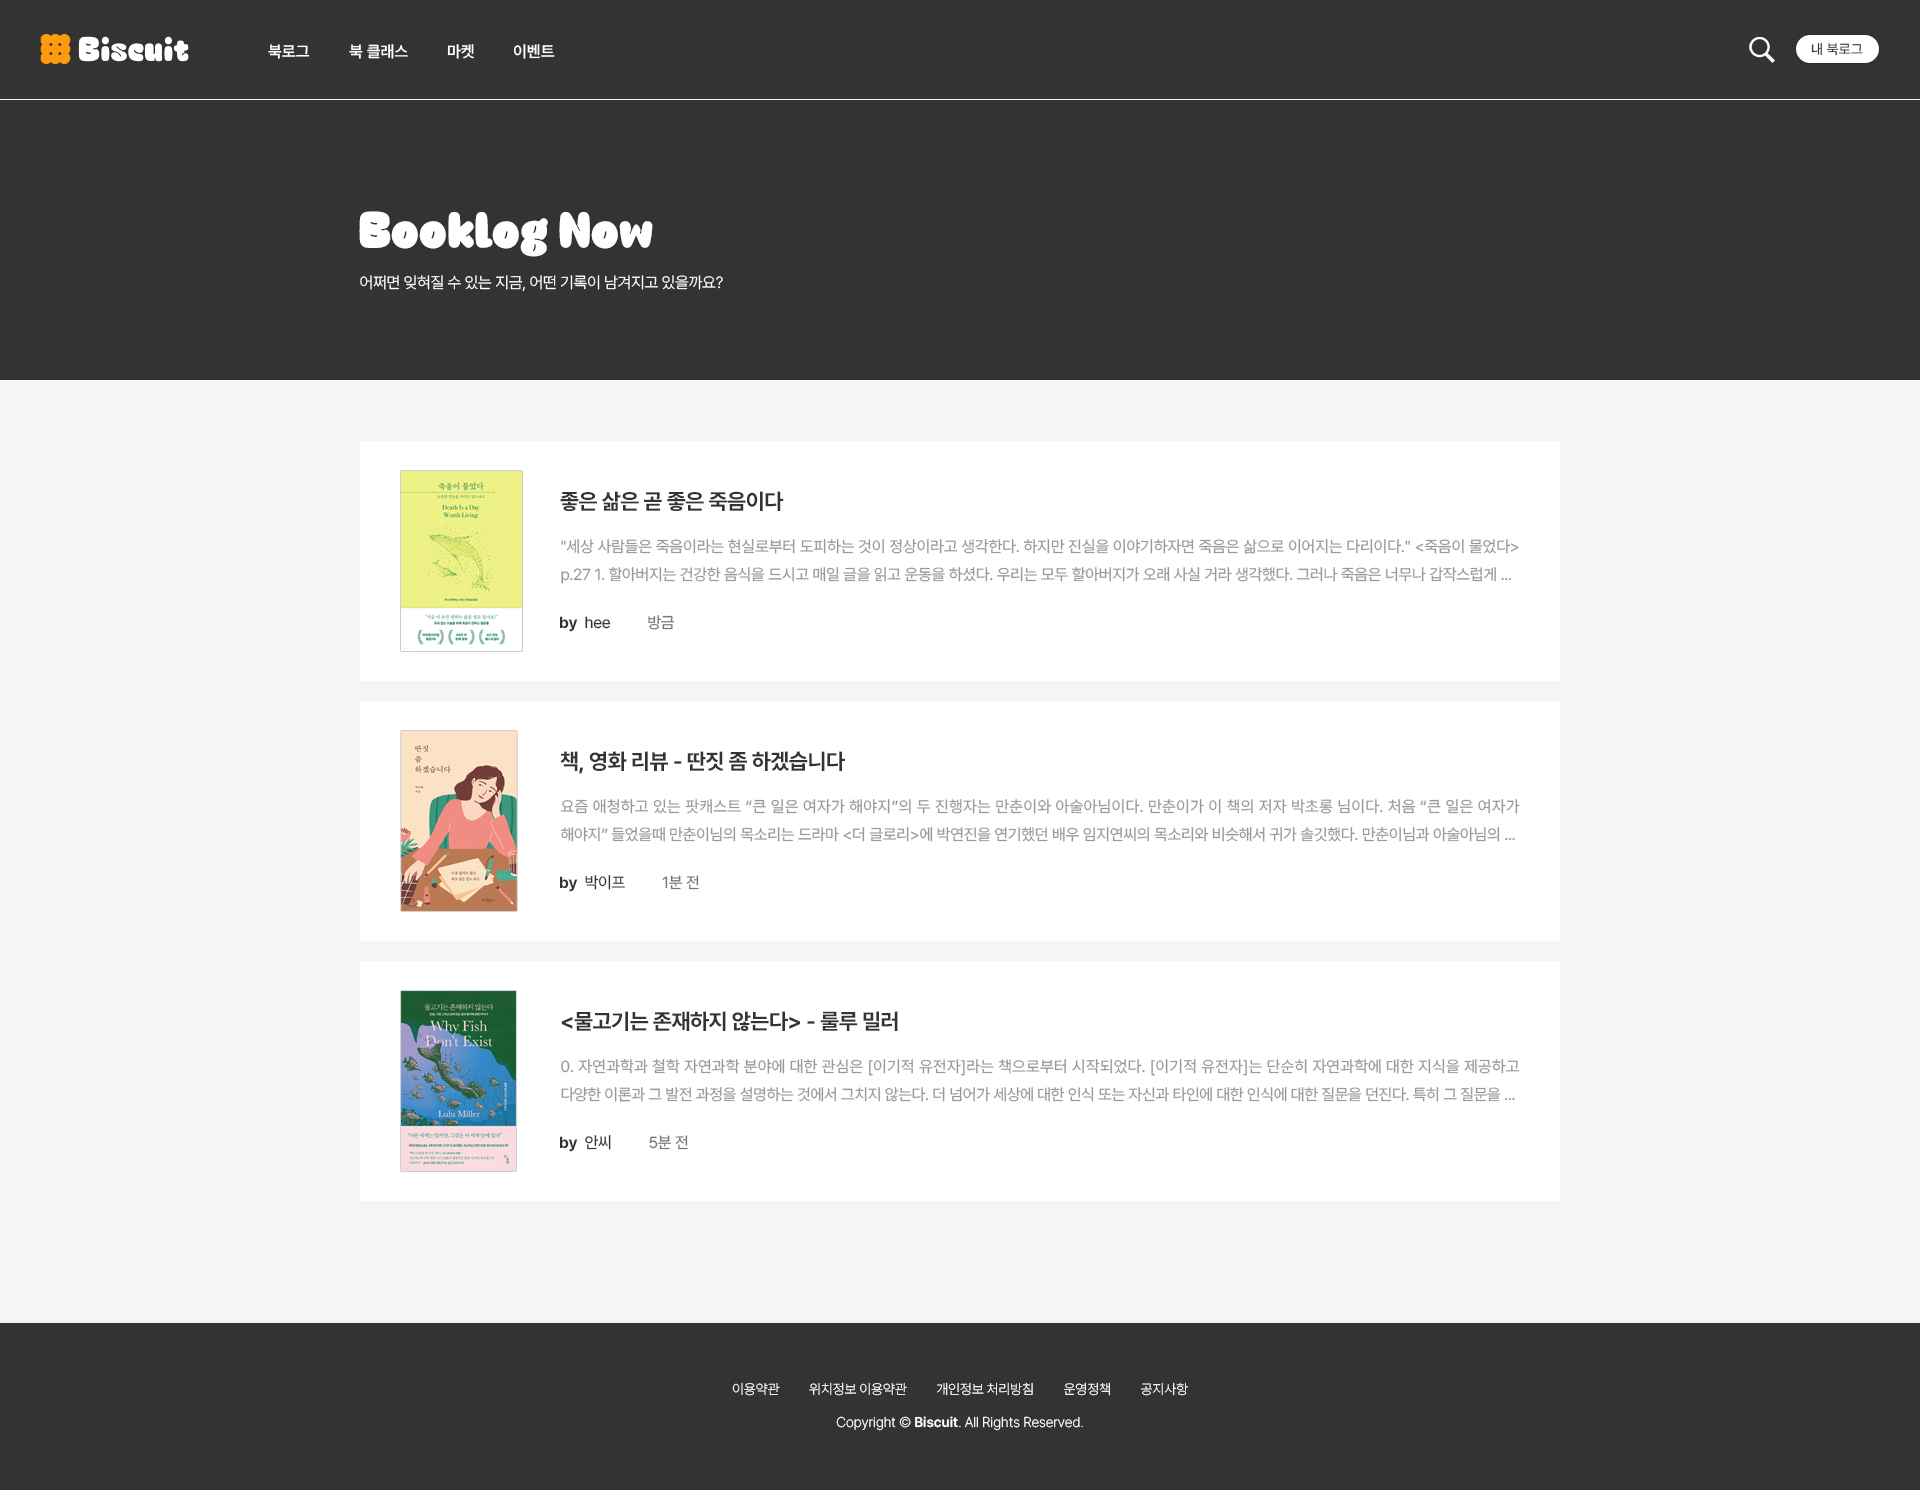 Biscuit
북로그 북 클래스 마켓 이벤트
내 북로그
Booklog Now
어쩌면 잊혀질 수 있는 지금, 어떤 기록이 남겨지고 있을까요?
죽음이 물었다
Death Is a Day
Worth Living
좋은 삶은 곧 좋은 죽음이다
"세상 사람들은 죽음이라는 현실로부터 도피하는 것이 정상이라고 생각한다. 하지만 진실을 이야기하자면 죽음은 삶으로 이어지는 다리이다." <죽음이 물었다>
p.27 1. 할아버지는 건강한 음식을 드시고 매일 글을 읽고 운동을 하셨다. 우리는 모두 할아버지가 오래 사실 거라 생각했다. 그러나 죽음은 너무나 갑작스럽게 ...
by hee 방금
딴짓
좀
하겠습니다
책, 영화 리뷰 - 딴짓 좀 하겠습니다
요즘 애청하고 있는 팟캐스트 “큰 일은 여자가 해야지”의 두 진행자는 만춘이와 아술아님이다. 만춘이가 이 책의 저자 박초롱 님이다. 처음 “큰 일은 여자가
해야지” 들었을때 만춘이님의 목소리는 드라마 <더 글로리>에 박연진을 연기했던 배우 임지연씨의 목소리와 비슷해서 귀가 솔깃했다. 만춘이님과 아술아님의 ...
by 박이프 1분 전
물고기는 존재하지 않는다
Why Fish
Don't Exist
Lulu Miller
<물고기는 존재하지 않는다> - 룰루 밀러
0. 자연과학과 철학 자연과학 분야에 대한 관심은 [이기적 유전자]라는 책으로부터 시작되었다. [이기적 유전자]는 단순히 자연과학에 대한 지식을 제공하고
다양한 이론과 그 발전 과정을 설명하는 것에서 그치지 않는다. 더 넘어가 세상에 대한 인식 또는 자신과 타인에 대한 인식에 대한 질문을 던진다. 특히 그 질문을 ...
by 안씨 5분 전
이용약관 위치정보 이용약관 개인정보 처리방침 운영정책 공지사항
Copyright © Biscuit. All Rights Reserved.